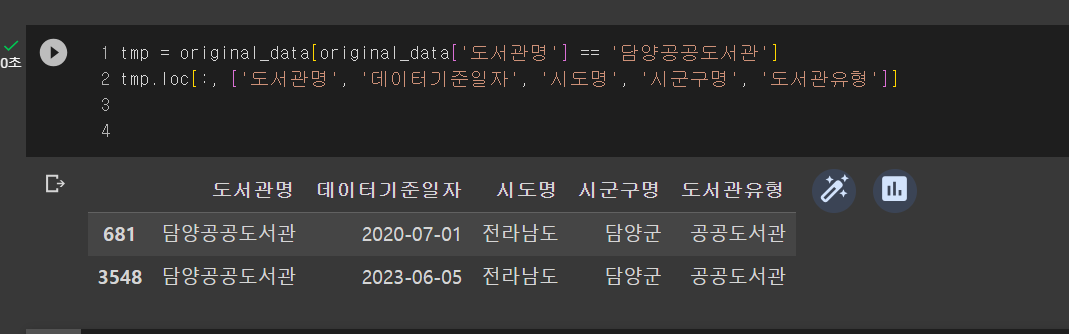 0초
1 tmp = original_data[original_data['도서관명'] == '담양공공도서관']
2 tmp.loc[:, ['도서관명', '데이터기준일자', '시도명', '시군구명', '도서관유형']]
3
4
도서관명 데이터기준일자 시도명 시군구명 도서관유형
681 담양공공도서관 2020-07-01 전라남도 담양군 공공도서관
3548 담양공공도서관 2023-06-05 전라남도 담양군 공공도서관